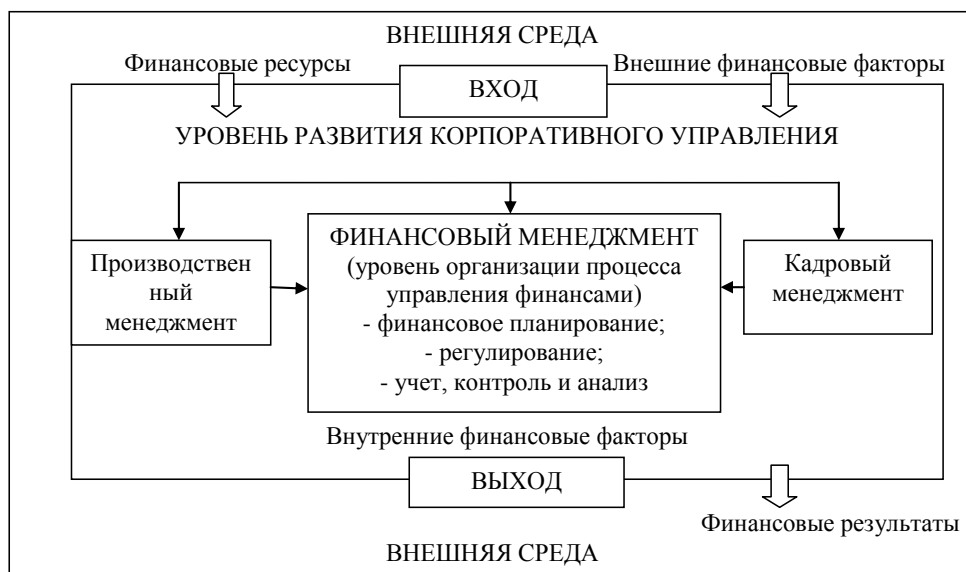 ВНЕШНЯЯ СРЕДА
Финансовые ресурсы
Внешние финансовые факторы
ВХОД
УРОВЕНЬ РАЗВИТИЯ КОРПОРАТИВНОГО УПРАВЛЕНИЯ
Производствен
ный
менеджмент
ФИНАНСОВЫЙ МЕНЕДЖМЕНТ
(уровень организации процесса
управления финансами)
- финансовое планирование;
- регулирование;
- учет, контроль и анализ
Кадровый
менеджмент
Внутренние финансовые факторы
ВЫХОД
Финансовые результаты
ВНЕШНЯЯ СРЕДА